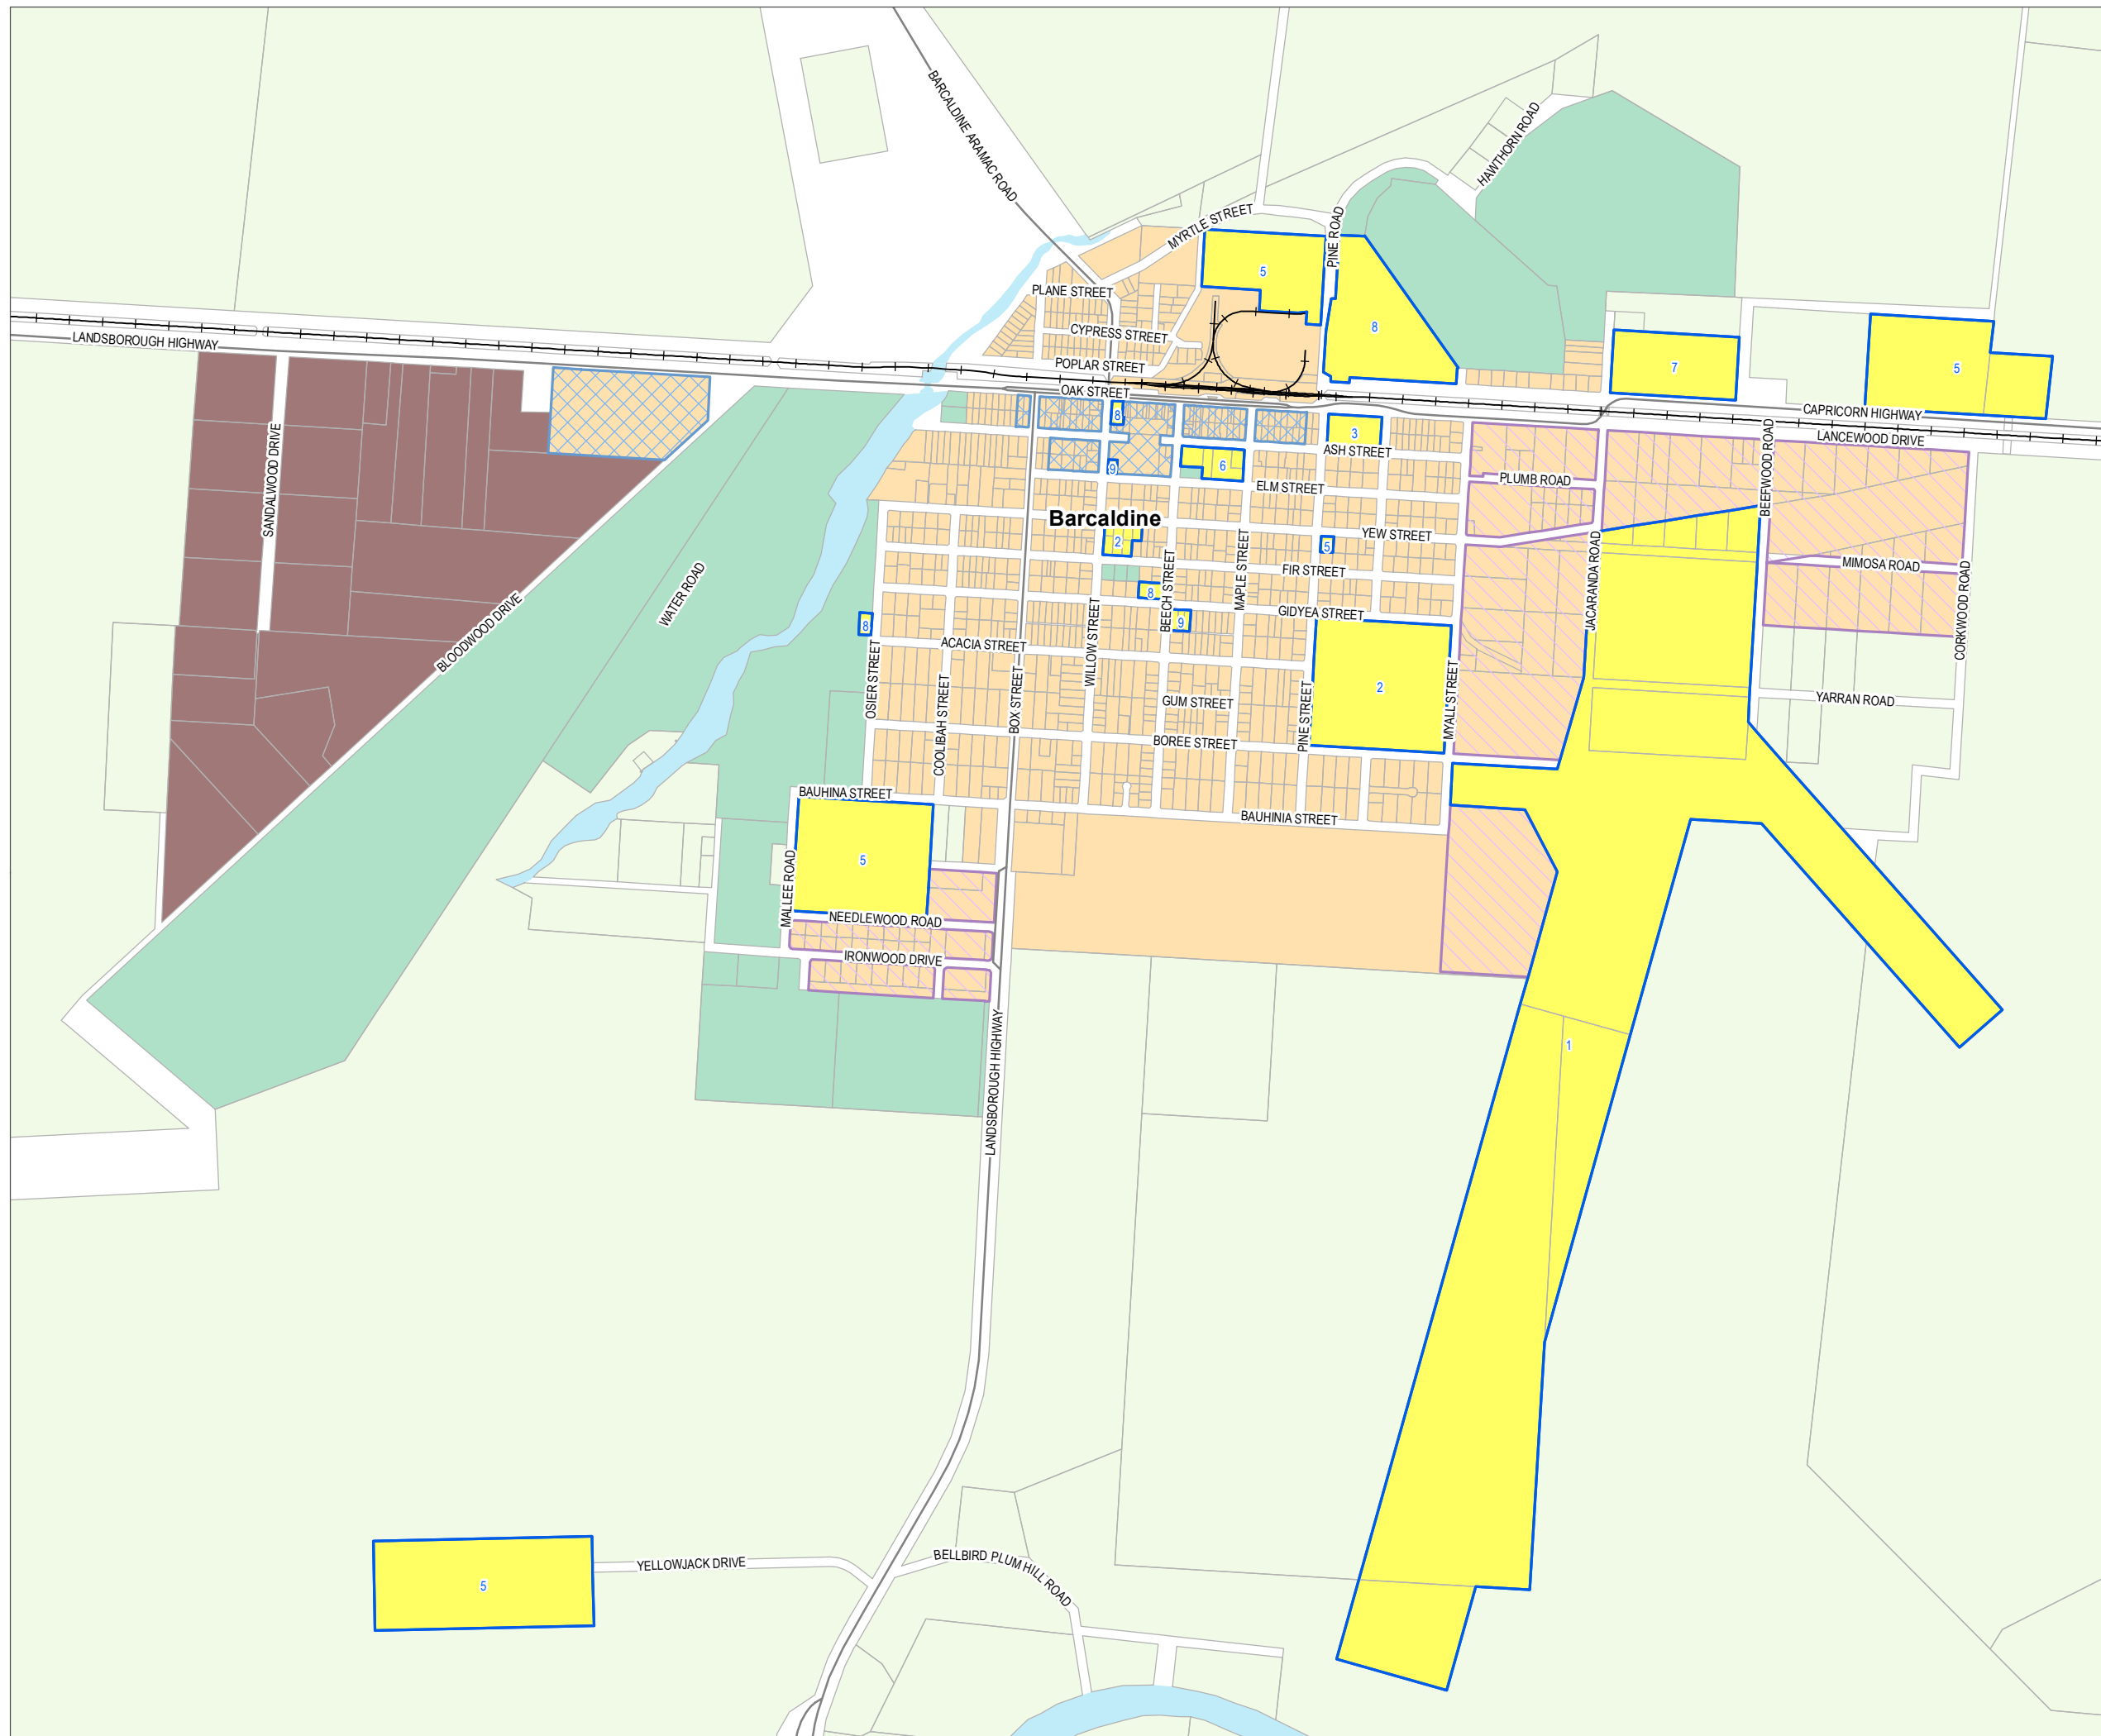 BARCALDINE ARAMAC ROAD
HAWTHORN ROAD
MYRTLE STREET
PINE ROAD
5
PLANE STREET
8
CYPRESS STREET
LANDSBOROUGH HIGHWAY
POPLAR STREET
7
5
OAK STREET
CAPRICORN HIGHWAY
8
3
LANCEWOOD DRIVE
ASH STREET
BEEFWOOD ROAD
SANDALWOOD DRIVE
9
6
PLUMB ROAD
ELM STREET
Barcaldine
YEW STREET
2
5
MIMOSA ROAD
FIR STREET
MAPLE STREET
JACARANDA ROAD
BEECH STREET
WATER ROAD
8
GIDYEA STREET
CORKWOOD ROAD
BLOODWOOD DRIVE
8
9
ACACIA STREET
WILLOW STREET
OSIER STREET
2
GUM STREET
BOX STREET
MYALL STREET
YARRAN ROAD
PINE STREET
COOLIBAH STREET
BOREE STREET
BAUHINA STREET
BAUHINIA STREET
5
MALLEE ROAD
NEEDLEWOOD ROAD
IRONWOOD DRIVE
1
LANDSBOROUGH HIGHWAY
YELLOWJACK DRIVE
BELLBIRD PLUM HILL ROAD
5